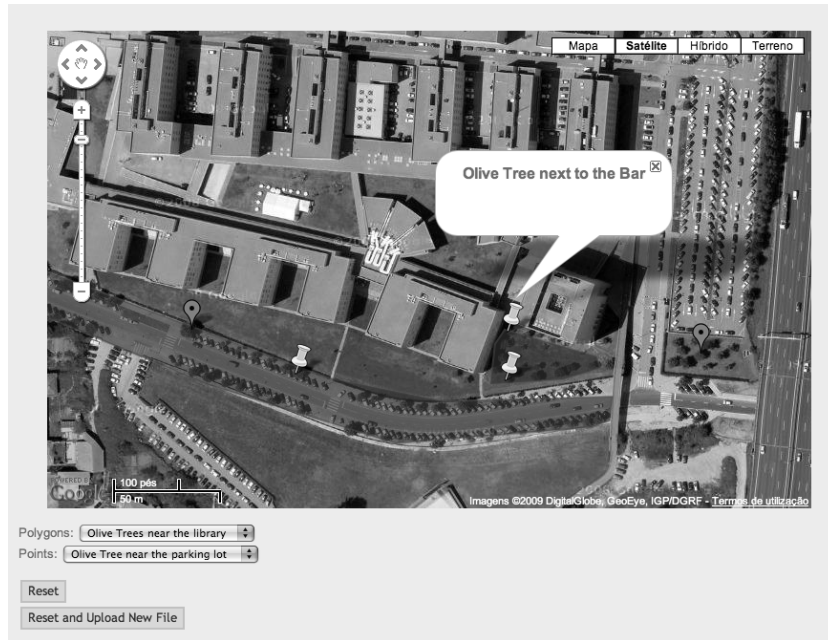 Mapa Satélite Híbrido Terreno
Olive Tree next to the Bar
100 pés
50 m
POWERED BY
Google
Imagens ©2009 DigitalGlobe, GeoEye, IGP/DGRF - Termos de utilização
Polygons: Olive Trees near the library
Points: Olive Tree near the parking lot
Reset
Reset and Upload New File